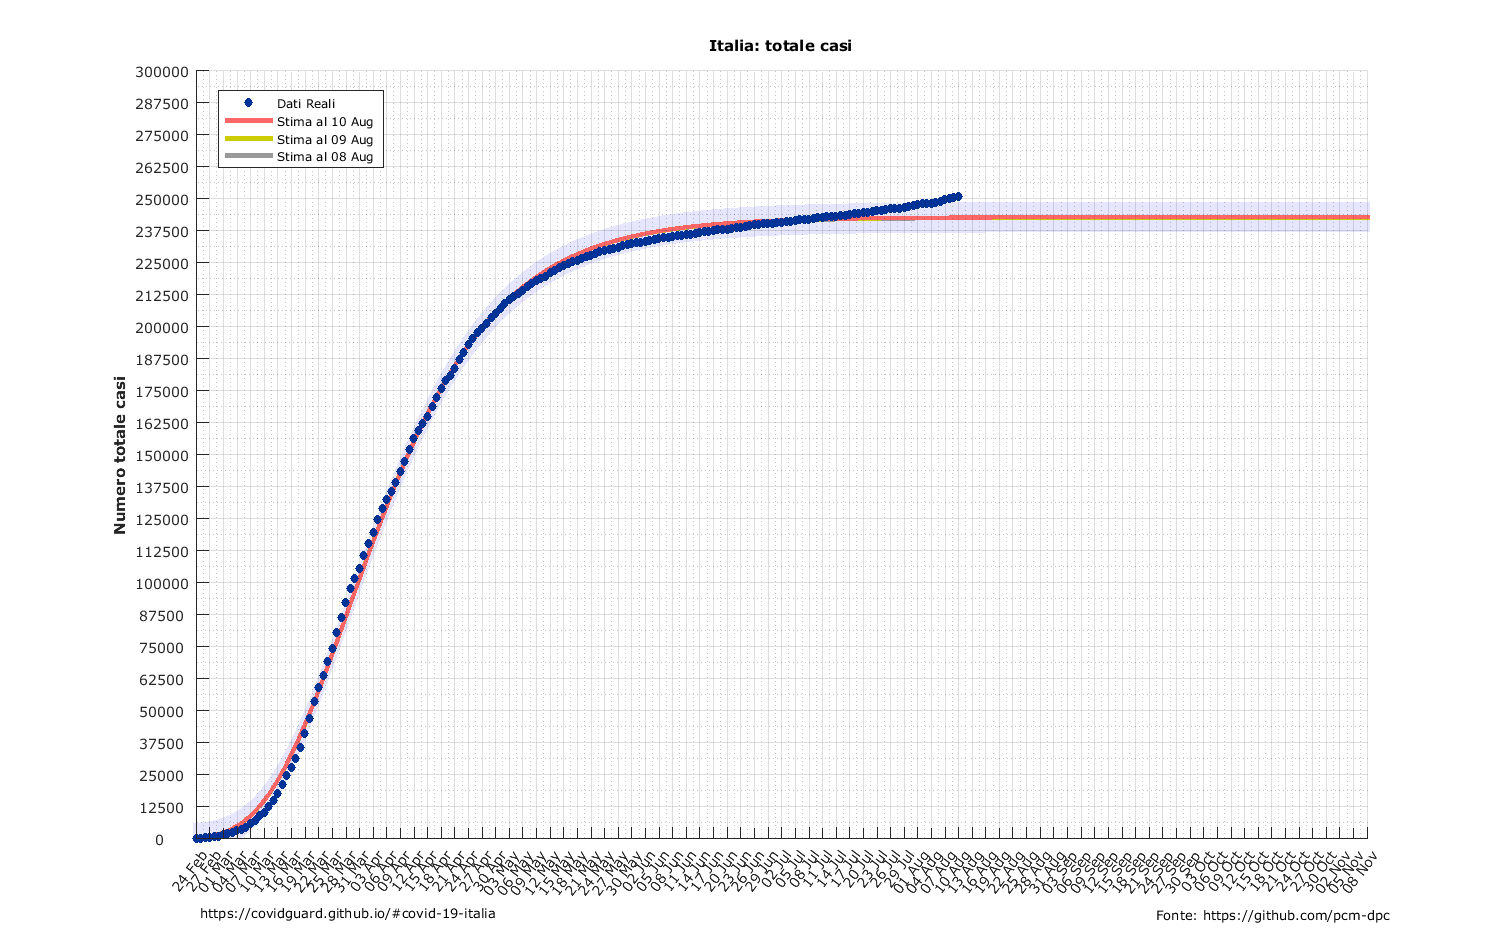 Italia: totale casi
300000
287500
275000
262500
250000
237500
225000
212500
200000
187500
175000
162500
150000
137500
125000
112500
100000
87500
75000
62500
50000
37500
25000
12500
0
Numero totale casi
Dati Reali
Stima al 10 Aug
Stima al 09 Aug
Stima al 08 Aug
24 Feb
27 Feb
01 Mar
04 Mar
07 Mar
10 Mar
13 Mar
16 Mar
19 Mar
22 Mar
25 Mar
28 Mar
31 Mar
03 Apr
06 Apr
09 Apr
12 Apr
15 Apr
18 Apr
21 Apr
24 Apr
27 Apr
30 Apr
03 May
06 May
09 May
12 May
15 May
18 May
21 May
24 May
27 May
30 May
02 Jun
05 Jun
08 Jun
11 Jun
14 Jun
17 Jun
20 Jun
23 Jun
26 Jun
29 Jun
02 Jul
05 Jul
08 Jul
11 Jul
14 Jul
17 Jul
20 Jul
23 Jul
26 Jul
29 Jul
01 Aug
04 Aug
07 Aug
10 Aug
13 Aug
16 Aug
19 Aug
22 Aug
25 Aug
28 Aug
31 Aug
03 Sep
06 Sep
09 Sep
12 Sep
15 Sep
18 Sep
21 Sep
24 Sep
27 Sep
30 Sep
03 Oct
06 Oct
09 Oct
12 Oct
15 Oct
18 Oct
21 Oct
24 Oct
27 Oct
30 Oct
02 Nov
05 Nov
08 Nov
https://covidguard.github.io/#covid-19-italia
Fonte: https://github.com/pcm-dpc